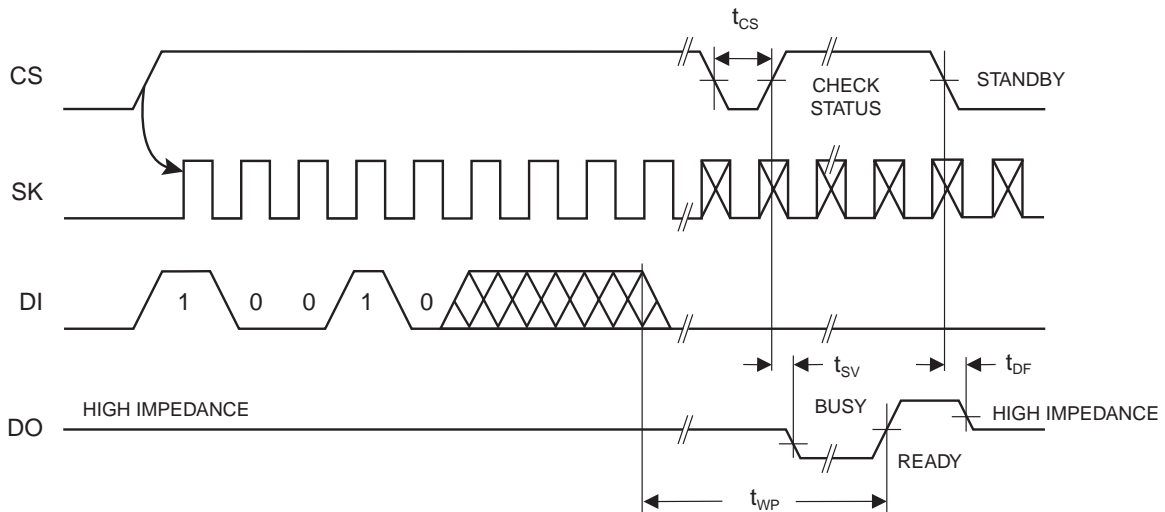 tCS
CS
CHECK
STATUS
STANDBY
SK
DI
1 0 0 1 0
tSV
tDF
HIGH IMPEDANCE
BUSY
HIGH IMPEDANCE
DO
READY
tWP